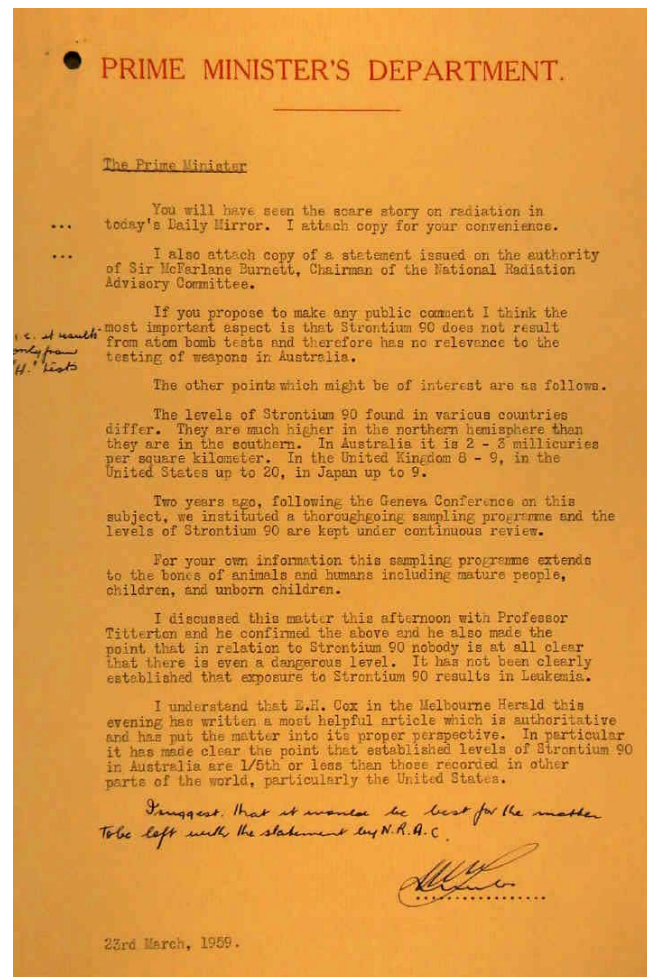 PRIME MINISTER'S DEPARTMENT.
The Prime Minister
You will have seen the scare story on radiation in
... today's Daily Mirror. I attach copy for your convenience.
... I also attach copy of a statement issued on the authority
of Sir McFarlane Burnett, Chairman of the National Radiation
Advisory Committee.
If you propose to make any public comment I think the
most important aspect is that Strontium 90 does not result
from atom bomb tests and therefore has no relevance to the
testing of weapons in Australia.
i.e. it results
only from
"H." tests
The other points which might be of interest are as follows.
The levels of Strontium 90 found in various countries
differ. They are much higher in the northern hemisphere than
they are in the southern. In Australia it is 2 - 3 millicuries
per square kilometer. In the United Kingdom 8 - 9, in the
United States up to 20, in Japan up to 9.
Two years ago, following the Geneva Conference on this
subject, we instituted a thoroughgoing sampling programme and the
levels of Strontium 90 are kept under continuous review.
For your own information this sampling programme extends
to the bones of animals and humans including mature people,
children, and unborn children.
I discussed this matter this afternoon with Professor
Titterton and he confirmed the above and he also made the
point that in relation to Strontium 90 nobody is at all clear
that there is even a dangerous level. It has not been clearly
established that exposure to Strontium 90 results in Leukemia.
I understand that E.H. Cox in the Melbourne Herald this
evening has written a most helpful article which is authoritative
and has put the matter into its proper perspective. In particular
it has made clear the point that established levels of Strontium 90
in Australia are 1/5th or less than those recorded in other
parts of the world, particularly the United States.
I suggest that it would be best for the matter
to be left with the statement by N.R.A.C.
................
23rd March, 1959.